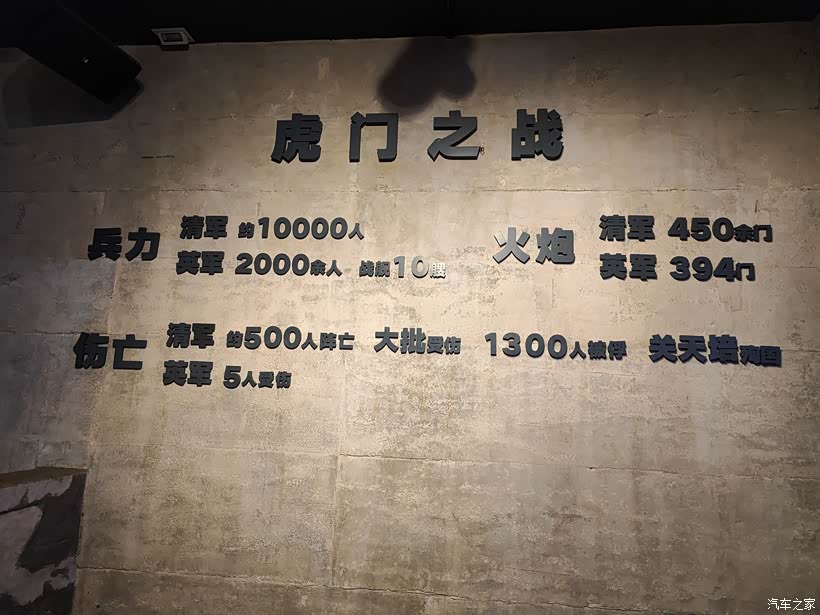 虎门之战
兵力 清军 约10000人
英军 2000余人 战舰10艘
火炮 清军 450余门
英军 394门
伤亡 清军 约500人阵亡 大批受伤 1300人被俘 关天培殉国
英军 5人受伤
汽车之家